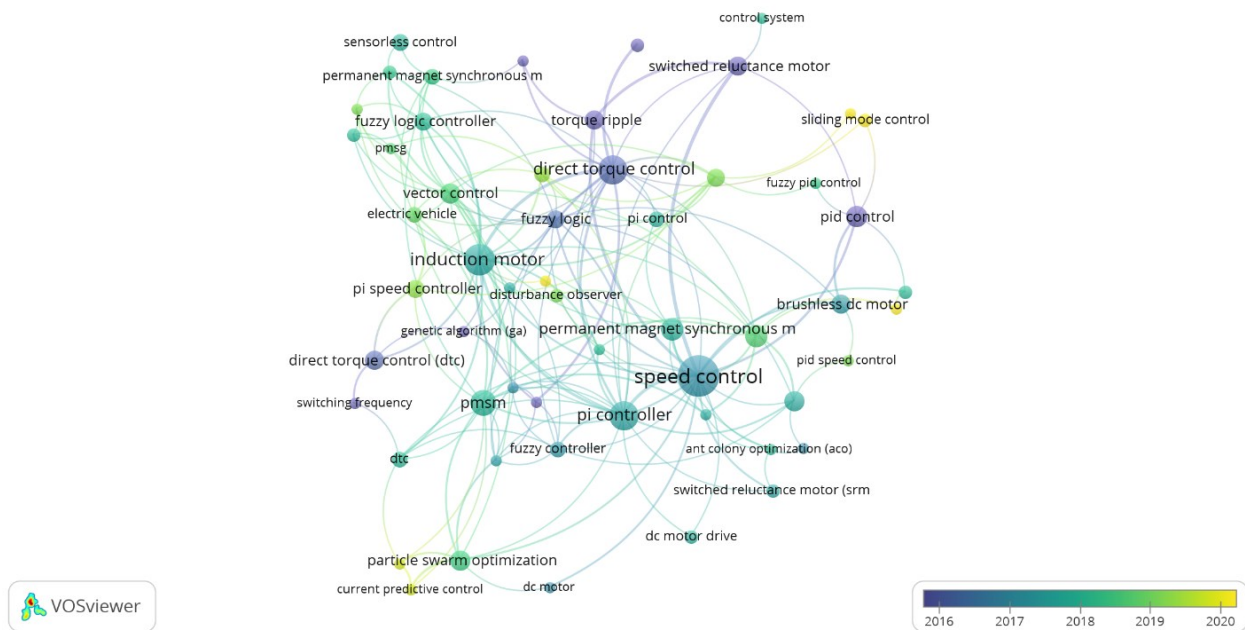 control system
sensorless control
switched reluctance motor
permanent magnet synchronous m
sliding mode control
fuzzy logic controller
torque ripple
pmsg
direct torque control
fuzzy pid control
vector control
electric vehicle
fuzzy logic
pi control
pid control
induction motor
pi speed controller
disturbance observer
brushless dc motor
genetic algorithm (ga)
permanent magnet synchronous m
direct torque control (dtc)
pid speed control
speed control
switching frequency
pmsm
pi controller
dtc
fuzzy controller
ant colony optimization (aco)
switched reluctance motor (srm
dc motor drive
particle swarm optimization
current predictive control
dc motor
VOSviewer
2016 2017 2018 2019 2020